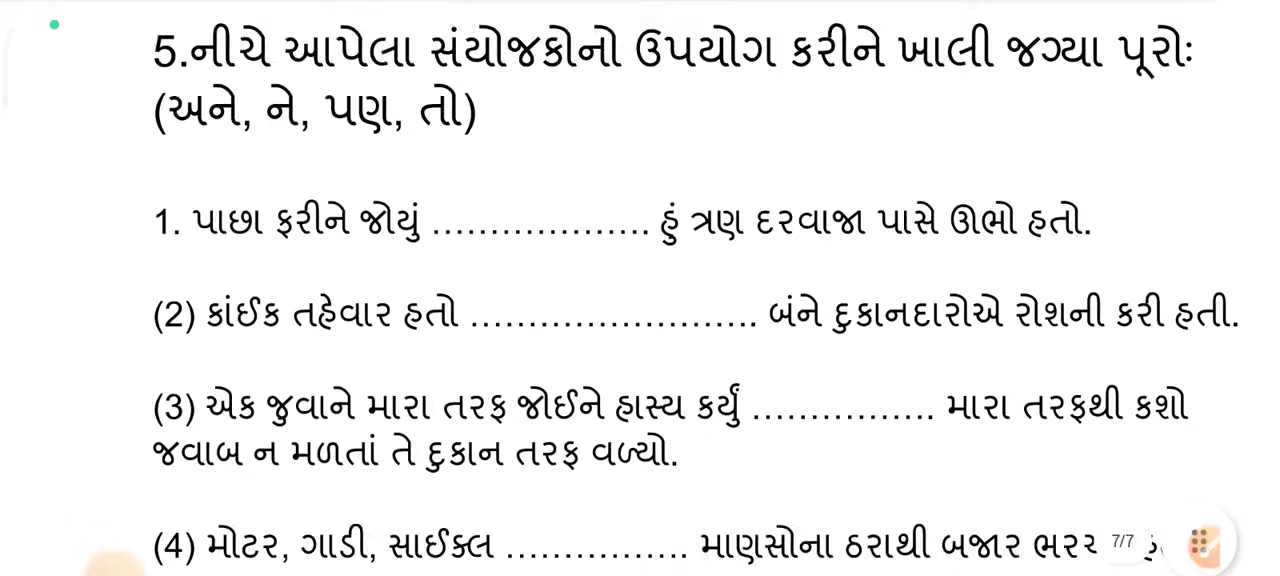 5.નીચે આપેલા સંયોજકોનો ઉપયોગ કરીને ખાલી જગ્યા પૂરોઃ
(અને, ને, પણ, તો)
1. પાછા ફરીને જોયું ................... હું ત્રણ દરવાજા પાસે ઊભો હતો.
(2) કાંઈક તહેવાર હતો ......................... બંને દુકાનદારોએ રોશની કરી હતી.
(3) એક જુવાને મારા તરફ જોઈને હાસ્ય કર્યું ................ મારા તરફથી કશો
જવાબ ન મળતાં તે દુકાન તરફ વળ્યો.
(4) મોટર, ગાડી, સાઈક્લ ................ માણસોના ઠરાથી બજાર 7/7